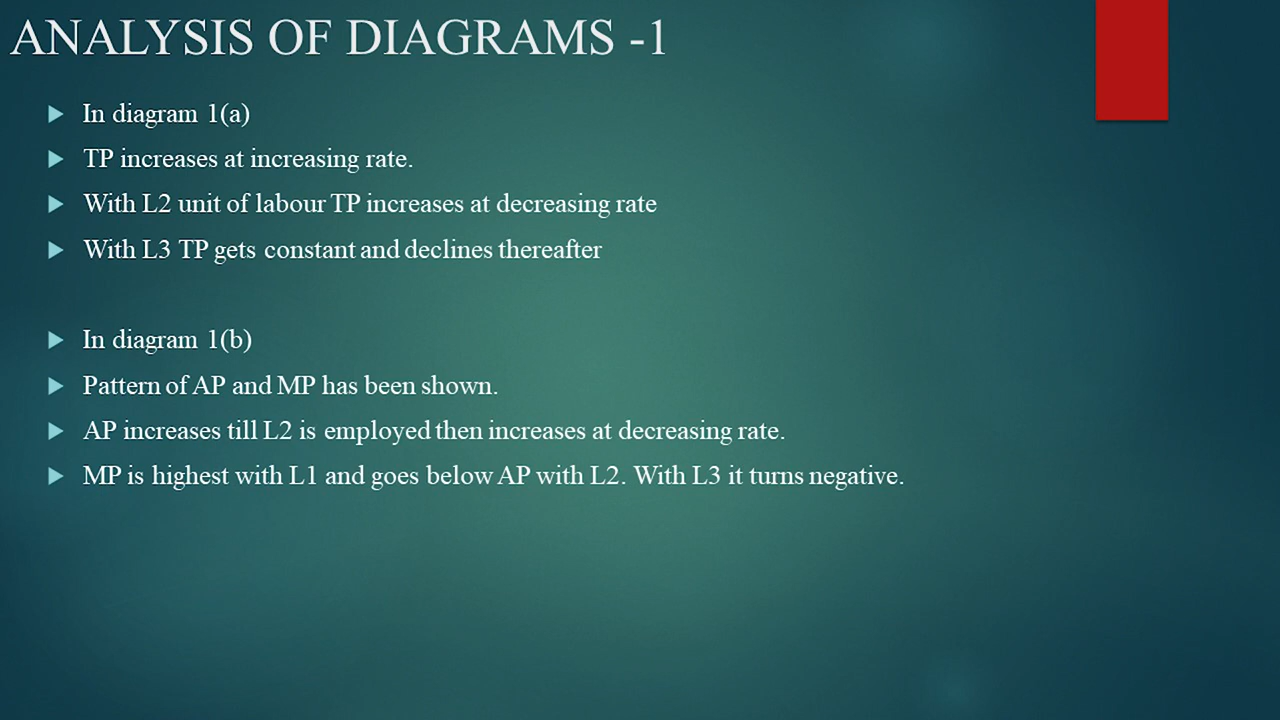 ANALYSIS OF DIAGRAMS -1
In diagram 1(a)
TP increases at increasing rate.
With L2 unit of labour TP increases at decreasing rate
With L3 TP gets constant and declines thereafter
In diagram 1(b)
Pattern of AP and MP has been shown.
AP increases till L2 is employed then increases at decreasing rate.
MP is highest with L1 and goes below AP with L2. With L3 it turns negative.